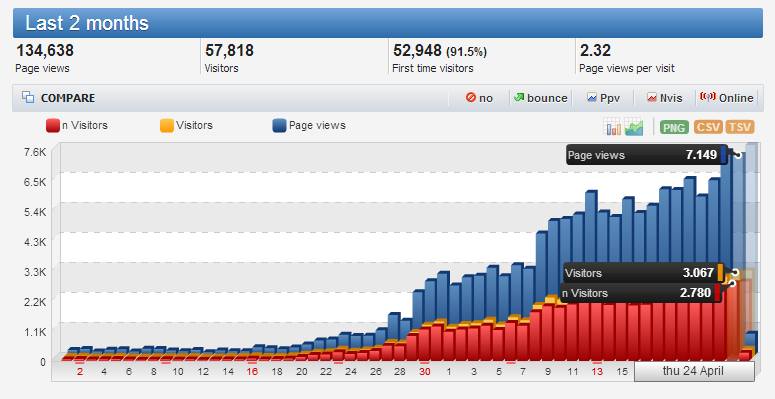 Last 2 months
134,638 57,818 52,948 (91.5%) 2.32
Page views Visitors First time visitors Page views per visit
COMPARE no bounce Ppv Nvis Online
n Visitors Visitors Page views PNG CSV TSV
7.6K
Page views 7.149
6.5K
5.4K
4.3K
3.3K
Visitors 3.067
n Visitors 2.780
2.2K
1.1K
0
2 4 6 8 10 12 14 16 18 20 22 24 26 28 30 1 3 5 7 9 11 13 15 thu 24 April